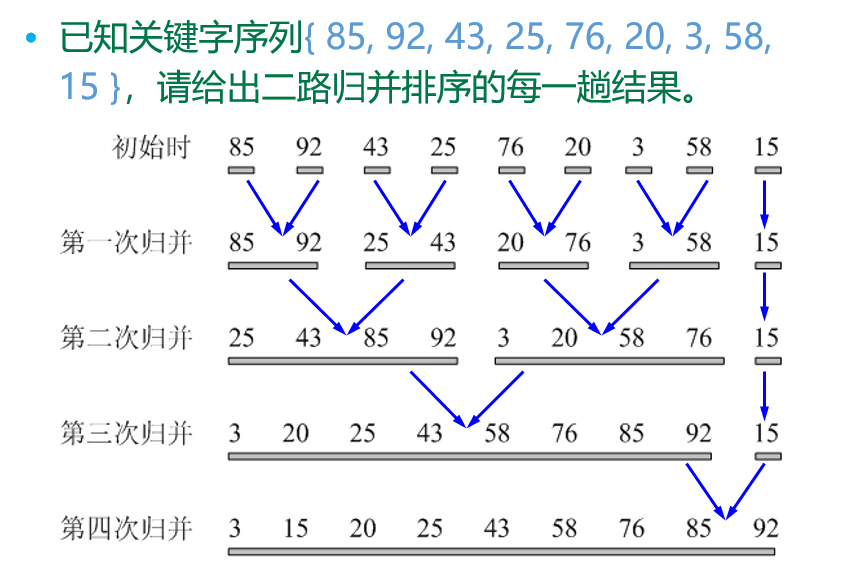 • 已知关键字序列{ 85, 92, 43, 25, 76, 20, 3, 58,
15 }，请给出二路归并排序的每一趟结果。
初始时 85 92 43 25 76 20 3 58 15
第一次归并 85 92 25 43 20 76 3 58 15
第二次归并 25 43 85 92 3 20 58 76 15
第三次归并 3 20 25 43 58 76 85 92 15
第四次归并 3 15 20 25 43 58 76 85 92